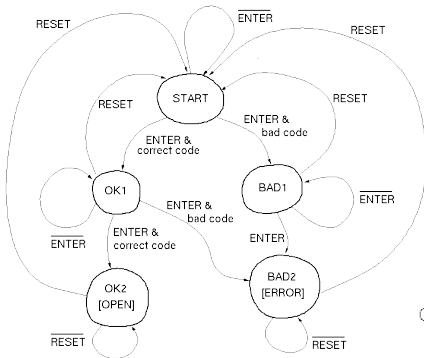 ENTER
RESET
RESET
START
RESET
RESET
ENTER &
bad code
ENTER &
correct code
OK1
BAD1
ENTER &
bad code
ENTER
ENTER
ENTER &
correct code
ENTER
OK2
[OPEN]
BAD2
[ERROR]
RESET
RESET